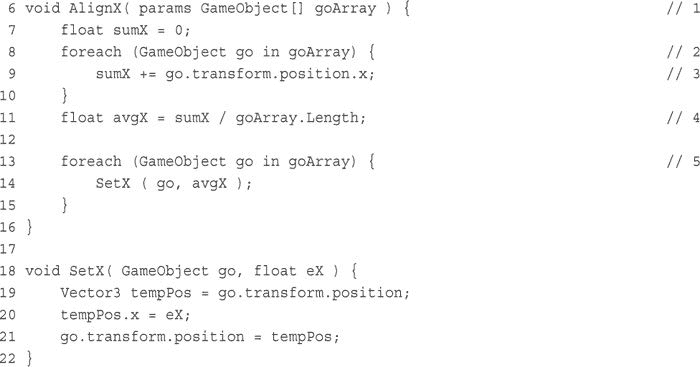 6 void AlignX( params GameObject[] goArray ) { // 1
7 float sumX = 0;
8 foreach (GameObject go in goArray) { // 2
9 sumX += go.transform.position.x; // 3
10 }
11 float avgX = sumX / goArray.Length; // 4
12
13 foreach (GameObject go in goArray) { // 5
14 SetX ( go, avgX );
15 }
16 }
17
18 void SetX( GameObject go, float eX ) {
19 Vector3 tempPos = go.transform.position;
20 tempPos.x = eX;
21 go.transform.position = tempPos;
22 }